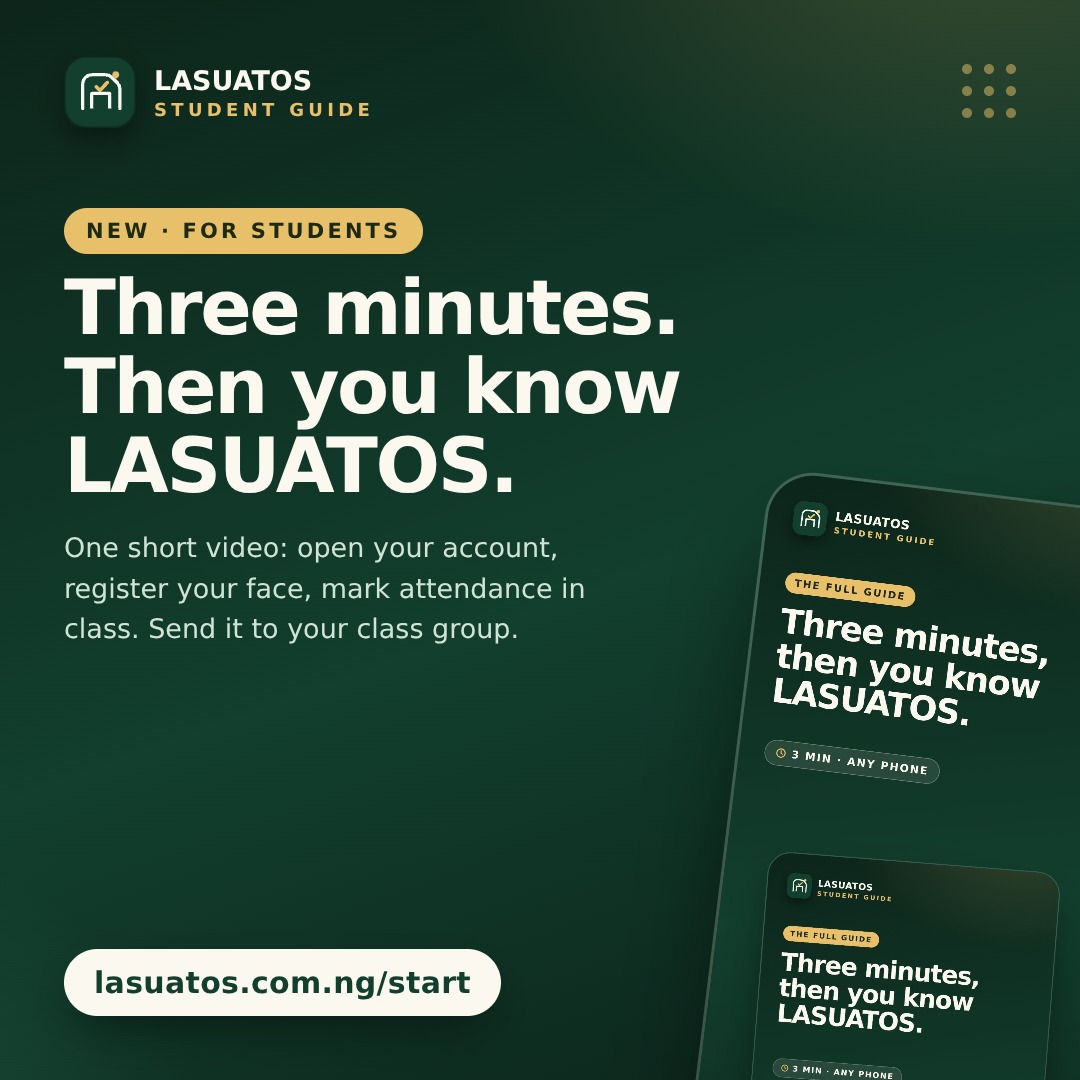 LASUATOS
STUDENT GUIDE
NEW · FOR STUDENTS
Three minutes.
Then you know
LASUATOS.
One short video: open your account,
register your face, mark attendance in
class. Send it to your class group.
lasuatos.com.ng/start
LASUATOS
STUDENT GUIDE
THE FULL GUIDE
Three minutes,
then you know
LASUATOS.
3 MIN · ANY PHONE
LASUATOS
STUDENT GUIDE
THE FULL GUIDE
Three minutes,
then you know
LASUATOS.
3 MIN · ANY PHONE